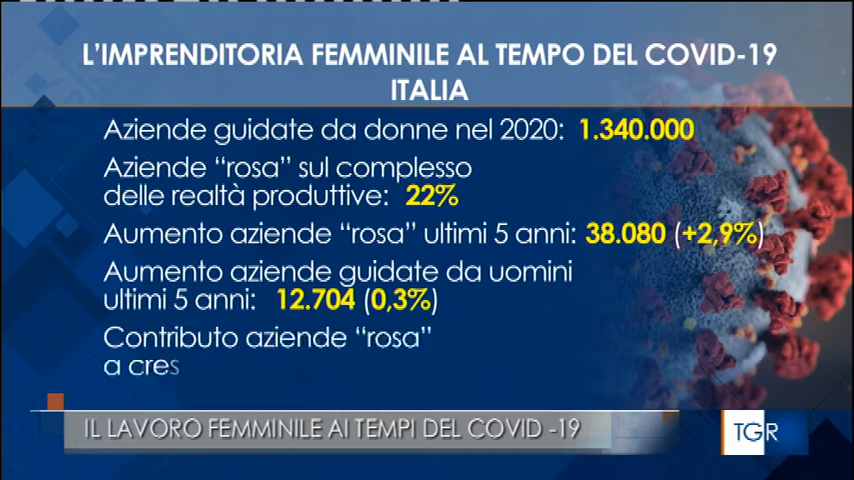 L'IMPRENDITORIA FEMMINILE AL TEMPO DEL COVID-19
ITALIA
Aziende guidate da donne nel 2020: 1.340.000
Aziende “rosa” sul complesso
delle realtà produttive: 22%
Aumento aziende “rosa” ultimi 5 anni: 38.080 (+2,9%)
Aumento aziende guidate da uomini
ultimi 5 anni: 12.704 (0,3%)
Contributo aziende “rosa”
a cres
IL LAVORO FEMMINILE AI TEMPI DEL COVID -19
TGR